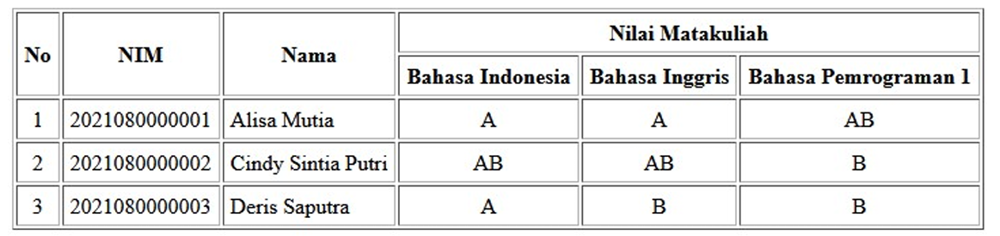 No NIM Nama Nilai Matakuliah
Bahasa Indonesia Bahasa Inggris Bahasa Pemrograman 1
1 2021080000001 Alisa Mutia A A AB
2 2021080000002 Cindy Sintia Putri AB AB B
3 2021080000003 Deris Saputra A B B